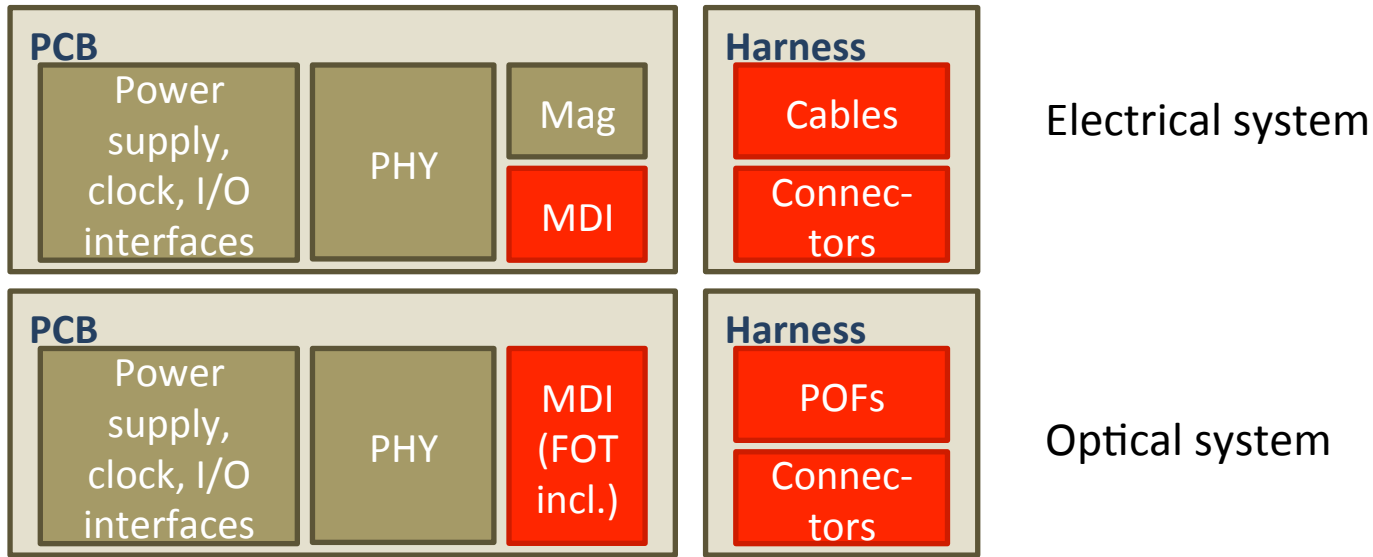 PCB
Power
supply,
clock, I/O
interfaces
PHY
Mag
MDI
Harness
Cables
Connec-
tors
Electrical system
PCB
Power
supply,
clock, I/O
interfaces
PHY
MDI
(FOT
incl.)
Harness
POFs
Connec-
tors
Optical system